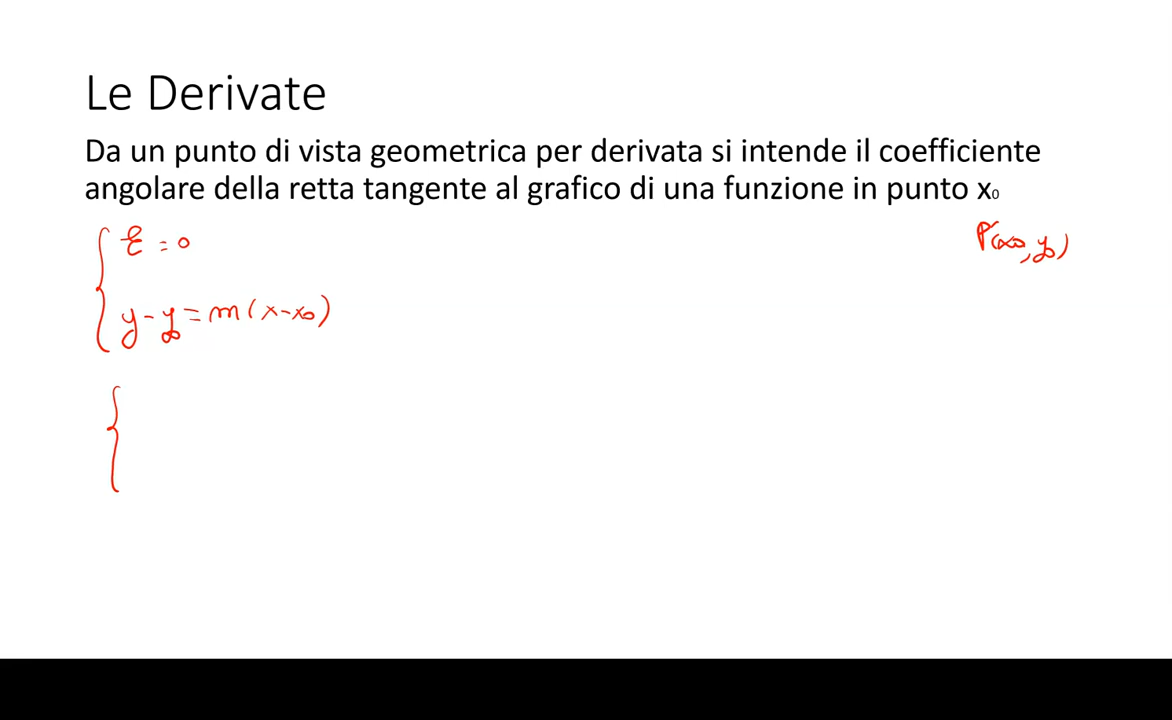 Le Derivate
Da un punto di vista geometrica per derivata si intende il coefficiente
angolare della retta tangente al grafico di una funzione in punto x₀
P(x₀, y₀)
{ ℰ = 0
y - y₀ = m(x - x₀)
{